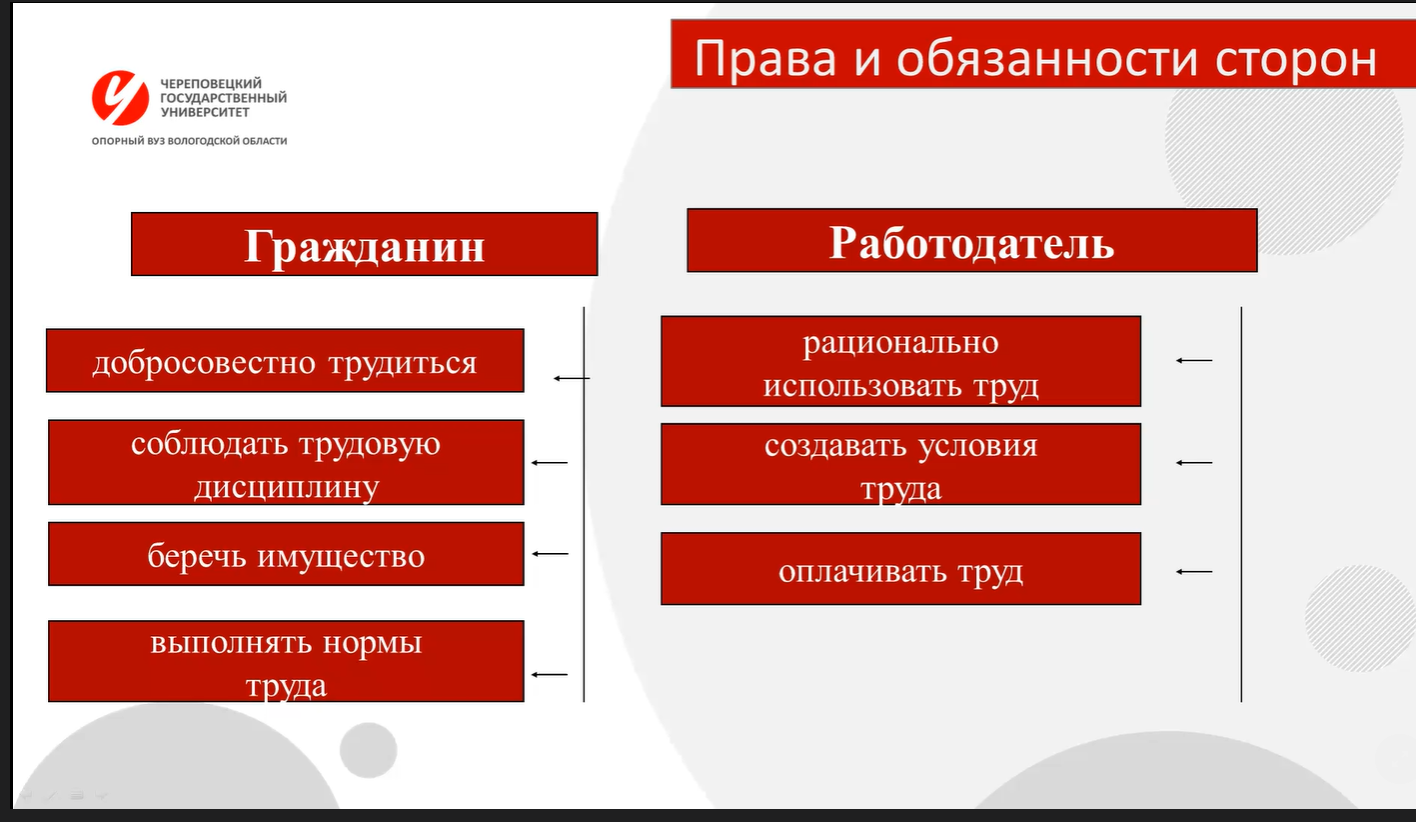 Права и обязанности сторон
ЧЕРЕПОВЕЦКИЙ
ГОСУДАРСТВЕННЫЙ
УНИВЕРСИТЕТ
ОПОРНЫЙ ВУЗ ВОЛОГОДСКОЙ ОБЛАСТИ
Гражданин
добросовестно трудиться
соблюдать трудовую
дисциплину
беречь имущество
выполнять нормы
труда
Работодатель
рационально
использовать труд
создавать условия
труда
оплачивать труд